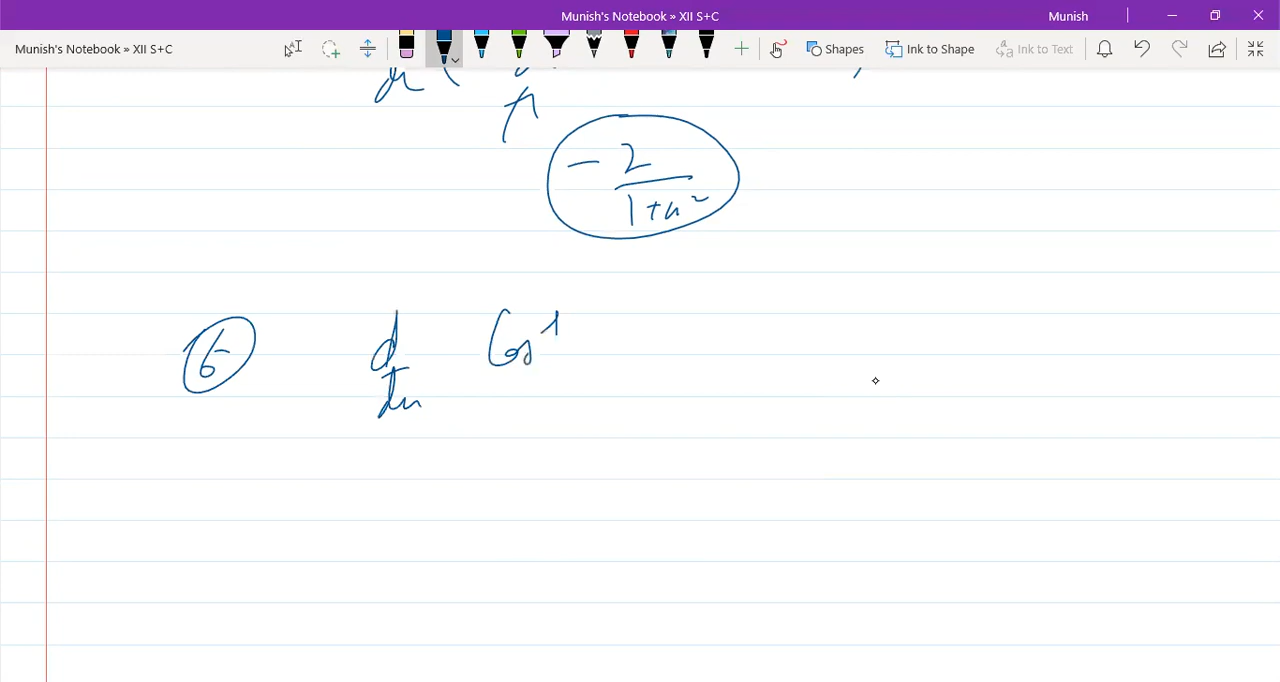 Munish's Notebook » XII S+C
Munish
Munish's Notebook » XII S+C
Shapes
Ink to Shape
Ink to Text
- 2
1+x²
6
d
dx
Cos⁻¹